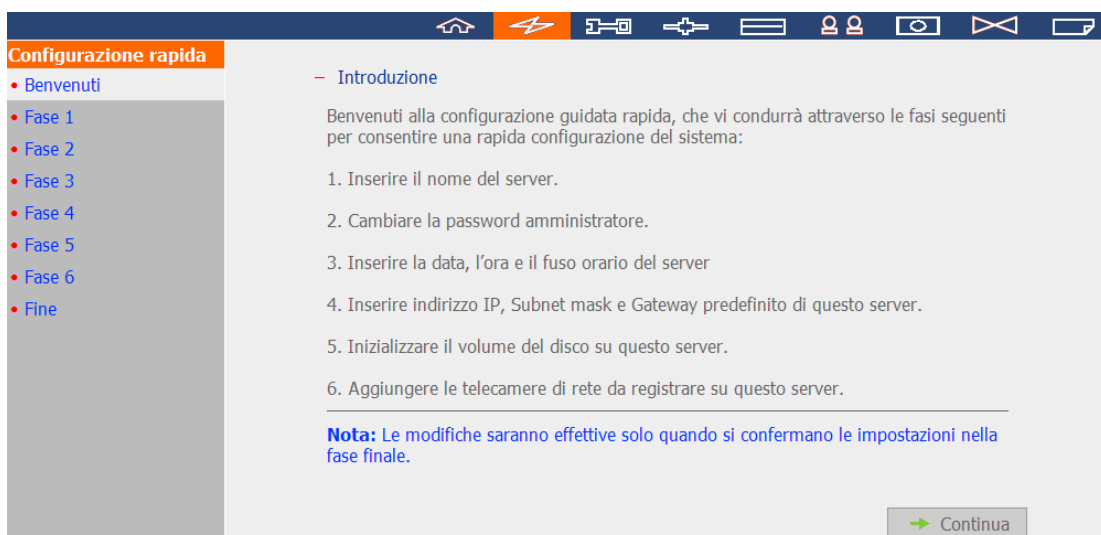 Configurazione rapida
• Benvenuti
• Fase 1
• Fase 2
• Fase 3
• Fase 4
• Fase 5
• Fase 6
• Fine
– Introduzione
Benvenuti alla configurazione guidata rapida, che vi condurrà attraverso le fasi seguenti
per consentire una rapida configurazione del sistema:
1. Inserire il nome del server.
2. Cambiare la password amministratore.
3. Inserire la data, l’ora e il fuso orario del server
4. Inserire indirizzo IP, Subnet mask e Gateway predefinito di questo server.
5. Inizializzare il volume del disco su questo server.
6. Aggiungere le telecamere di rete da registrare su questo server.
Nota: Le modifiche saranno effettive solo quando si confermano le impostazioni nella
fase finale.
Continua